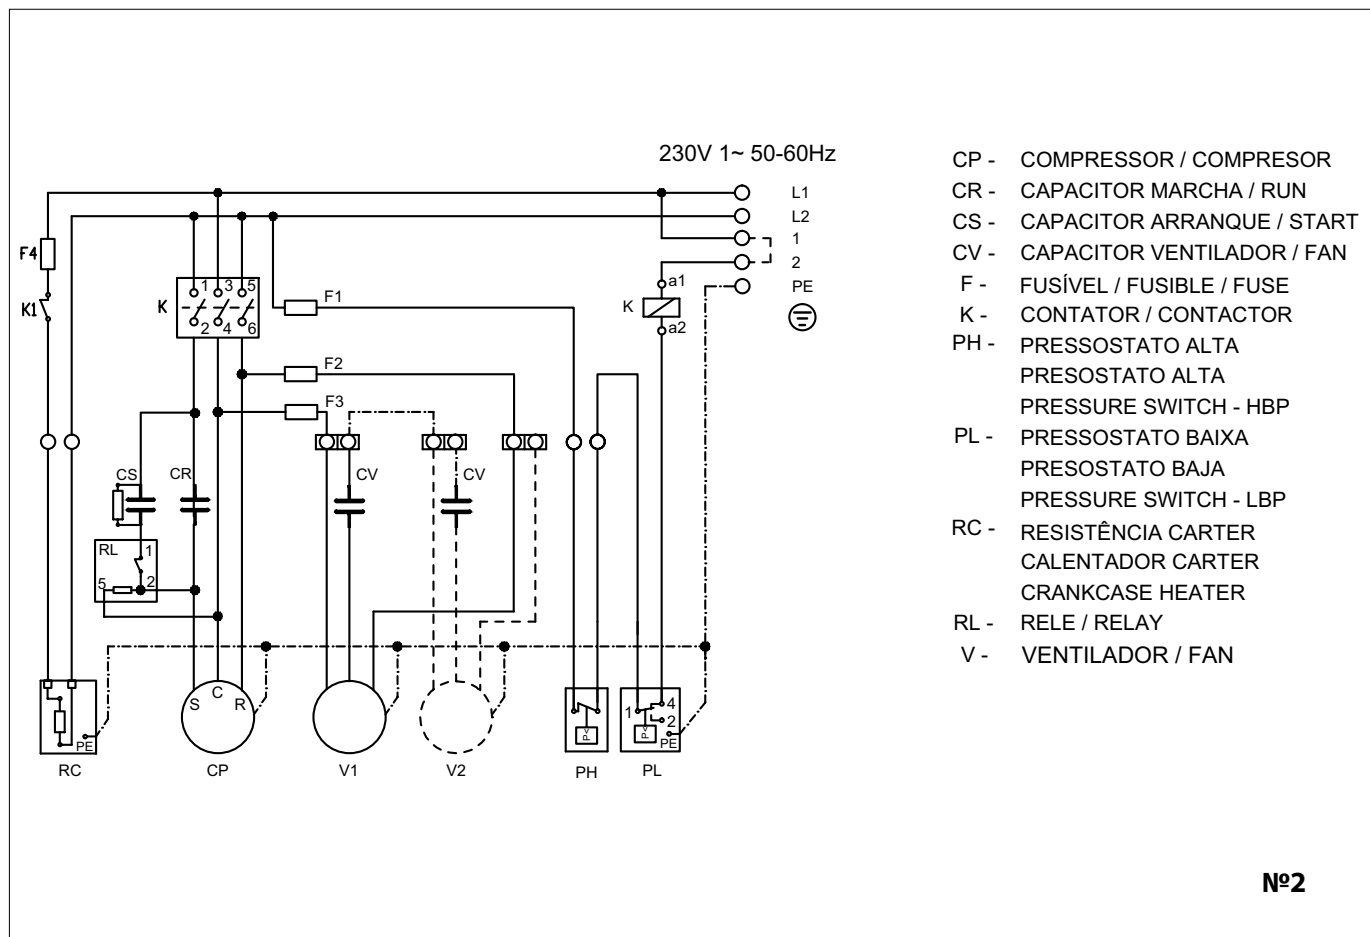 230V 1~ 50-60Hz
L1
L2
1
2
PE
F4
K1
K
1 3 5
2 4 6
F1
F2
F3
K
a1
a2
CS
CR
CV
CV
RL
1
5
2
S
C
R
PE
P<
1
4
2
P<
PE
RC
CP
V1
V2
PH
PL
CP - COMPRESSOR / COMPRESOR
CR - CAPACITOR MARCHA / RUN
CS - CAPACITOR ARRANQUE / START
CV - CAPACITOR VENTILADOR / FAN
F - FUSÍVEL / FUSIBLE / FUSE
K - CONTATOR / CONTACTOR
PH - PRESSOSTATO ALTA
PRESOSTATO ALTA
PRESSURE SWITCH - HBP
PL - PRESSOSTATO BAIXA
PRESOSTATO BAJA
PRESSURE SWITCH - LBP
RC - RESISTÊNCIA CARTER
CALENTADOR CARTER
CRANKCASE HEATER
RL - RELE / RELAY
V - VENTILADOR / FAN
Nº2